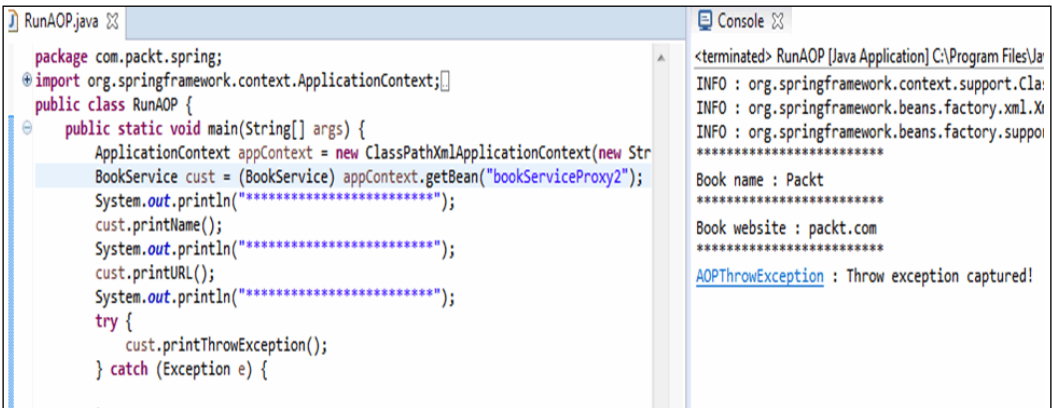 RunAOP.java
package com.packt.spring;
import org.springframework.context.ApplicationContext;
public class RunAOP {
public static void main(String[] args) {
ApplicationContext appContext = new ClassPathXmlApplicationContext(new Str
BookService cust = (BookService) appContext.getBean("bookServiceProxy2");
System.out.println("*************************");
cust.printName();
System.out.println("*************************");
cust.printURL();
System.out.println("*************************");
try {
cust.printThrowException();
} catch (Exception e) {
Console
<terminated> RunAOP [Java Application] C:\Program Files\Ja
INFO : org.springframework.context.support.Cla
INFO : org.springframework.beans.factory.xml.X
INFO : org.springframework.beans.factory.suppo
*************************
Book name : Packt
*************************
Book website : packt.com
*************************
AOPThrowException : Throw exception captured!